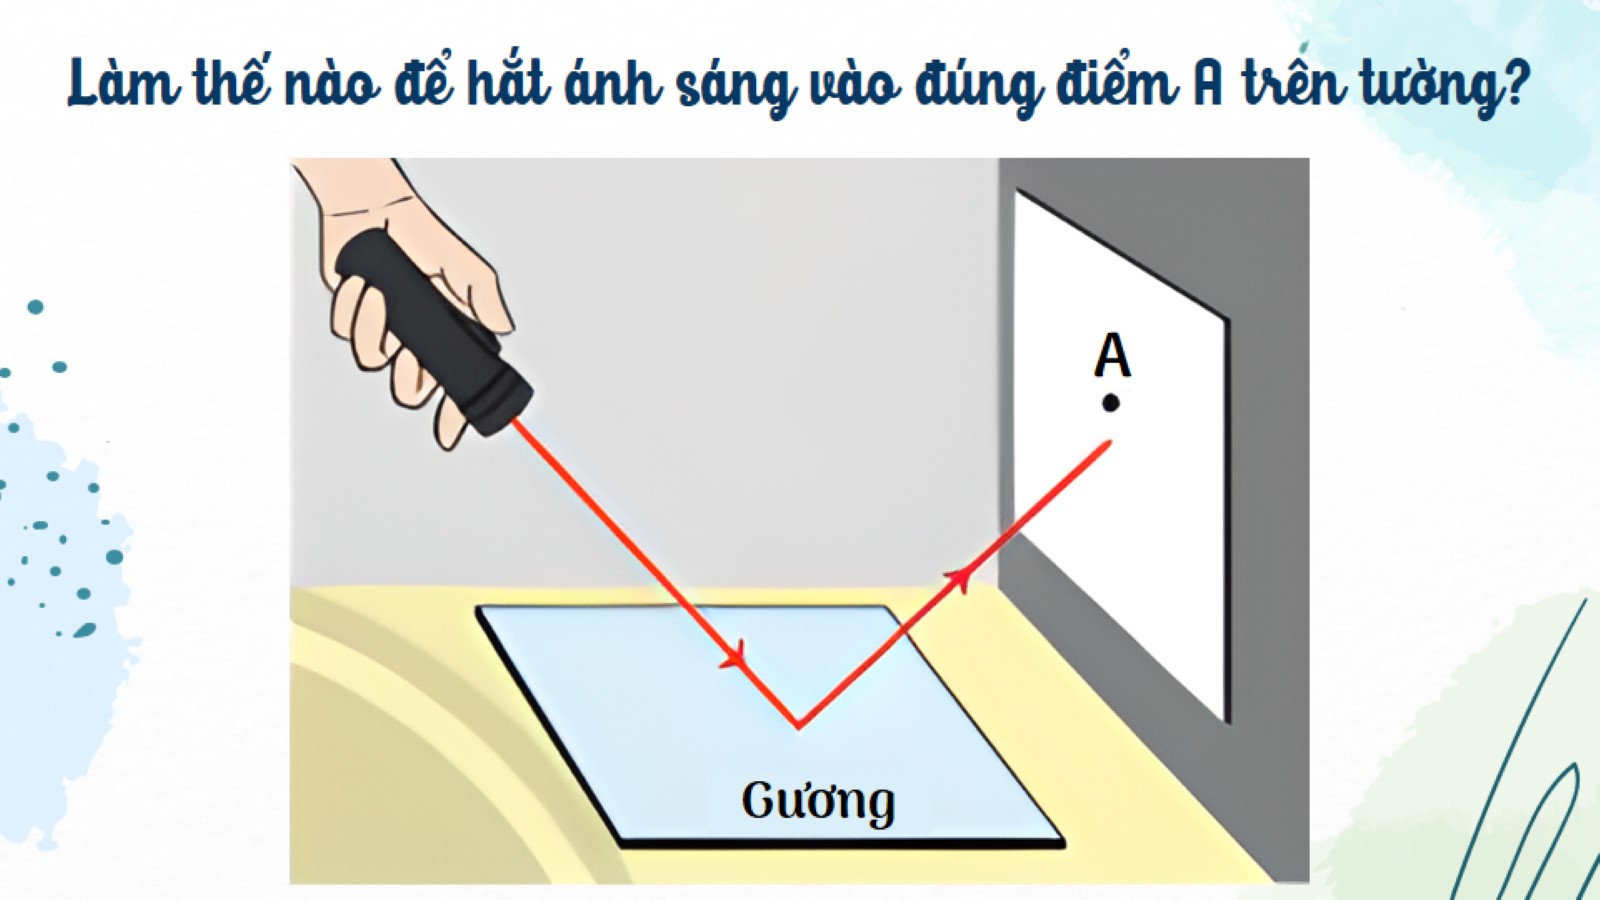 Làm thế nào để hắt ánh sáng vào đúng điểm A trên tường?
A
Gương